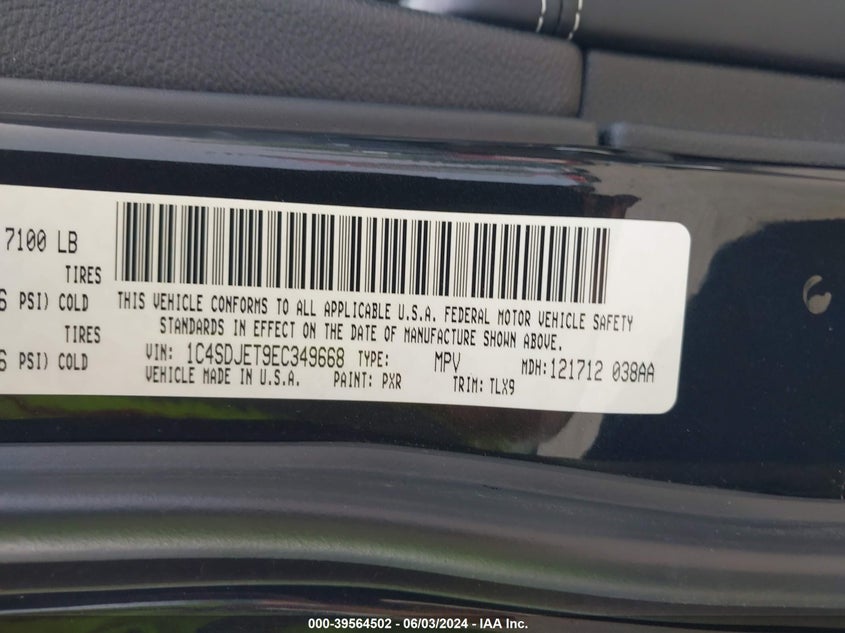 7100 LB
TIRES
PSI) COLD
TIRES
PSI) COLD
THIS VEHICLE CONFORMS TO ALL APPLICABLE U.S.A. FEDERAL MOTOR VEHICLE SAFETY
STANDARDS IN EFFECT ON THE DATE OF MANUFACTURE SHOWN ABOVE.
VIN: 1C4SDJET9EC349668 TYPE: MPV MDH:121712 038AA
VEHICLE MADE IN U.S.A. PAINT: PXR TRIM: TLX9
000-39564502 - 06/03/2024 - IAA Inc.